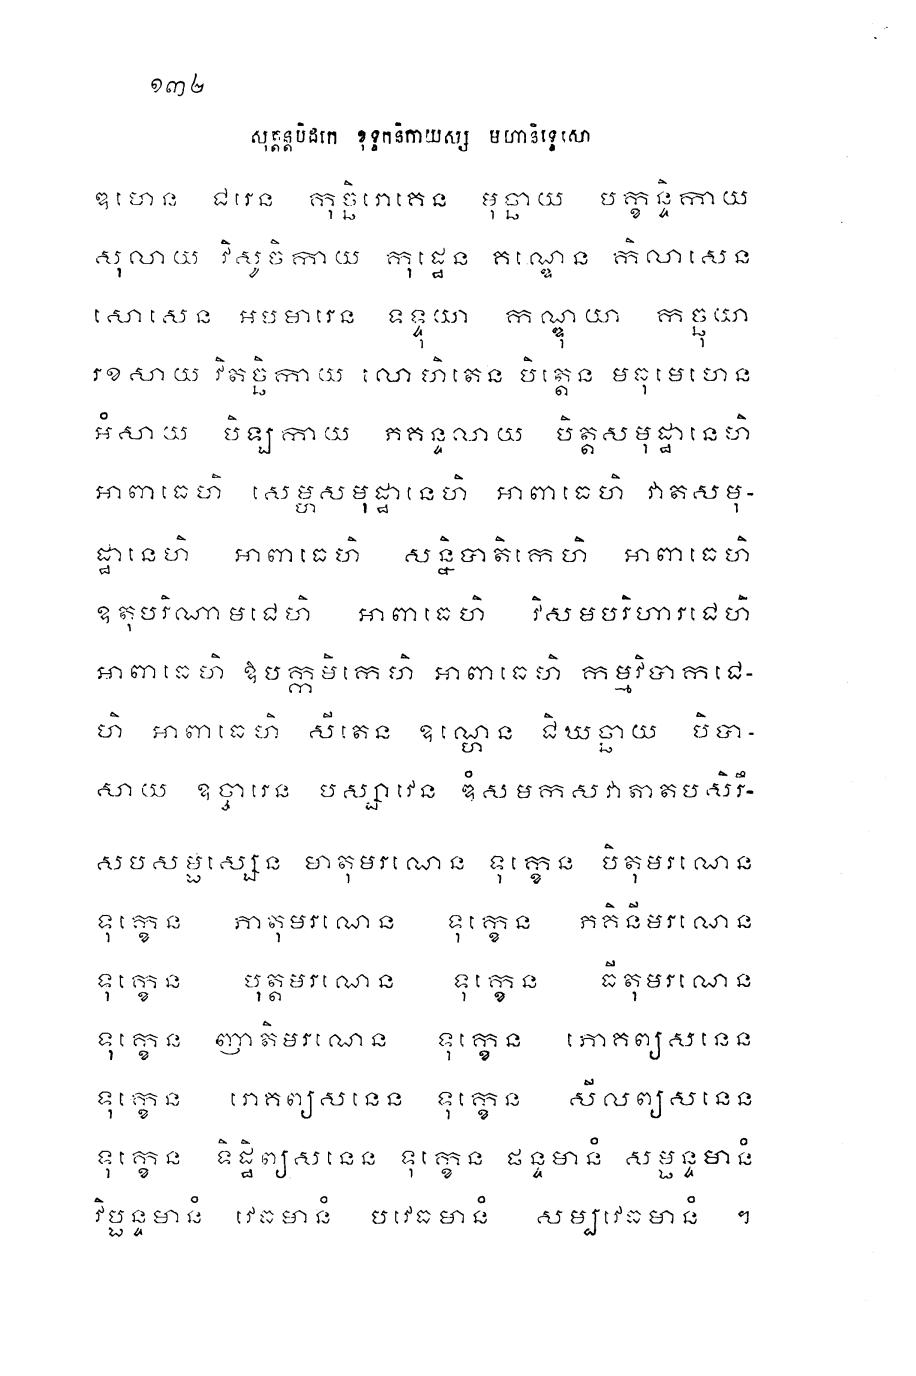 ១៣៤
សុត្តន្តបិដកេ ខុទ្ទកនិកាយស្ស មហានិទ្ទេសោ
ឌហេន ជរេន កុច្ឆិរោគេន មុច្ឆាយ បក្ខន្ទិកាយ
សុលាយ វិសូចិកាយ កុដ្ឋេន គណ្ឌេន កិលាសេន
សោសេន អបមារេន ទទ្ទុយា កណ្ឌុយា កច្ឆុយា
រខសាយ វិតច្ឆិកាយ លោហិតេន បិត្តេន មធុមេហេន
អំសាយ បិឡ្បកាយ ភគន្ទលាយ បិត្តសមុដ្ឋានេហិ
អាពាធេហិ សេម្ហសមុដ្ឋានេហិ អាពាធេហិ វាតសមុ-
ដ្ឋានេហិ អាពាធេហិ សន្និបាតិកេហិ អាពាធេហិ
ឧតុបរិណាមជេហិ អាពាធេហិ វិសមបរិហារជេហិ
អាពាធេហិ ឱបក្កមិកេហិ អាពាធេហិ កម្មវិបាកជេ-
ហិ អាពាធេហិ សីតេន ឧណ្ហេន ជិឃច្ឆាយ បិបា-
សាយ ឧច្ចារេន បស្សាវេន ឌំសមកសវាតាតបសិរឹ-
សបសម្ផស្សេន មាតុមរណេន ទុក្ខេន បិតុមរណេន
ទុក្ខេន ភាតុមរណេន ទុក្ខេន ភគិនីមរណេន
ទុក្ខេន បុត្តមរណេន ទុក្ខេន ធីតុមរណេន
ទុក្ខេន ញាតិមរណេន ទុក្ខេន ភោគព្យសនេន
ទុក្ខេន រោគព្យសនេន ទុក្ខេន សីលព្យសនេន
ទុក្ខេន ទិដ្ឋិព្យសនេន ទុក្ខេន ផន្ទមានំ សម្ផន្ទមានំ
វិប្ផន្ទមានំ វេធមានំ បវេធមានំ សម្បវេធមានំ ។